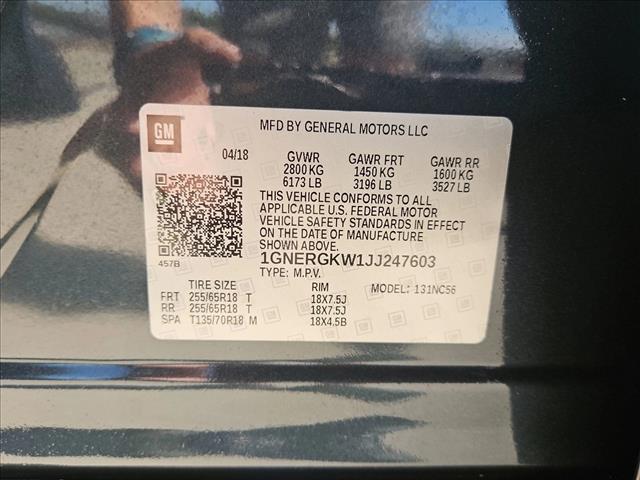 GM
MFD BY GENERAL MOTORS LLC
04/18 GVWR GAWR FRT GAWR RR
2800 KG 1450 KG 1600 KG
6173 LB 3196 LB 3527 LB
THIS VEHICLE CONFORMS TO ALL
APPLICABLE U.S. FEDERAL MOTOR
VEHICLE SAFETY STANDARDS IN EFFECT
ON THE DATE OF MANUFACTURE
SHOWN ABOVE.
457B 1GNERGKW1JJ247603
TYPE: M.P.V. MODEL: 131NC56
TIRE SIZE RIM
FRT 255/65R18 T 18X7.5J
RR 255/65R18 T 18X7.5J
SPA T135/70R18 M 18X4.5B